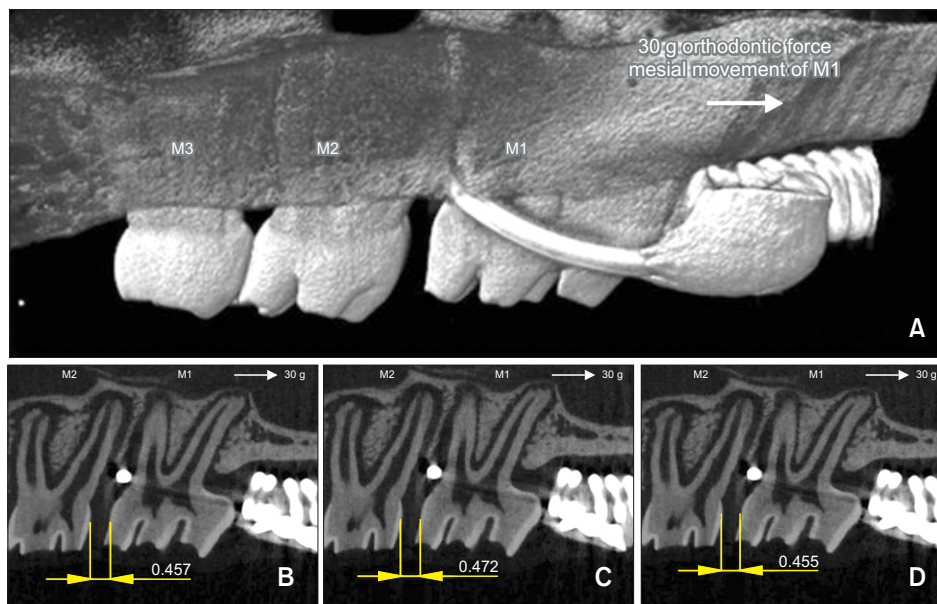 30 g orthodontic force
mesial movement of M1
M3
M2
M1
A
M2
M1
30 g
0.457
B
M2
M1
30 g
0.472
C
M2
M1
30 g
0.455
D